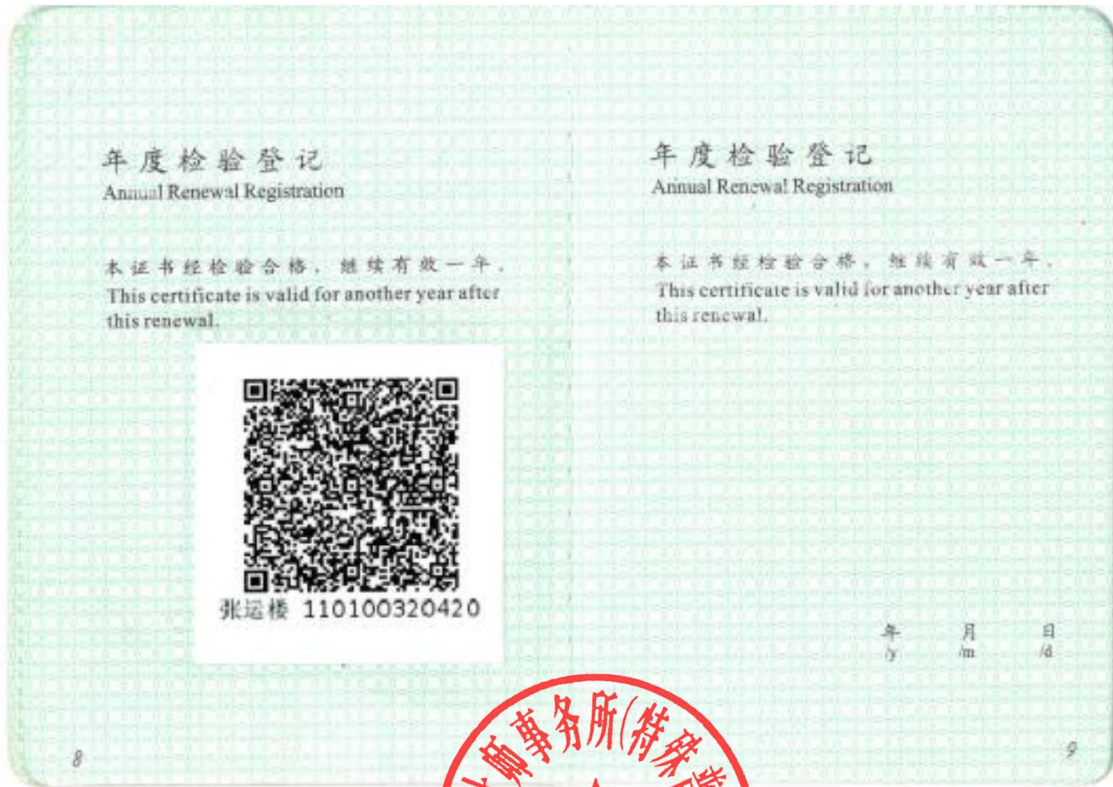 年度检验登记
Annual Renewal Registration
本证书经检验合格，继续有效一年。
This certificate is valid for another year after
this renewal.
张运楼 110100320420
8
年度检验登记
Annual Renewal Registration
本证书经检验合格，继续有效一年。
This certificate is valid for another year after
this renewal.
年 月 日
/y /m /d
9
师事务所(特殊普